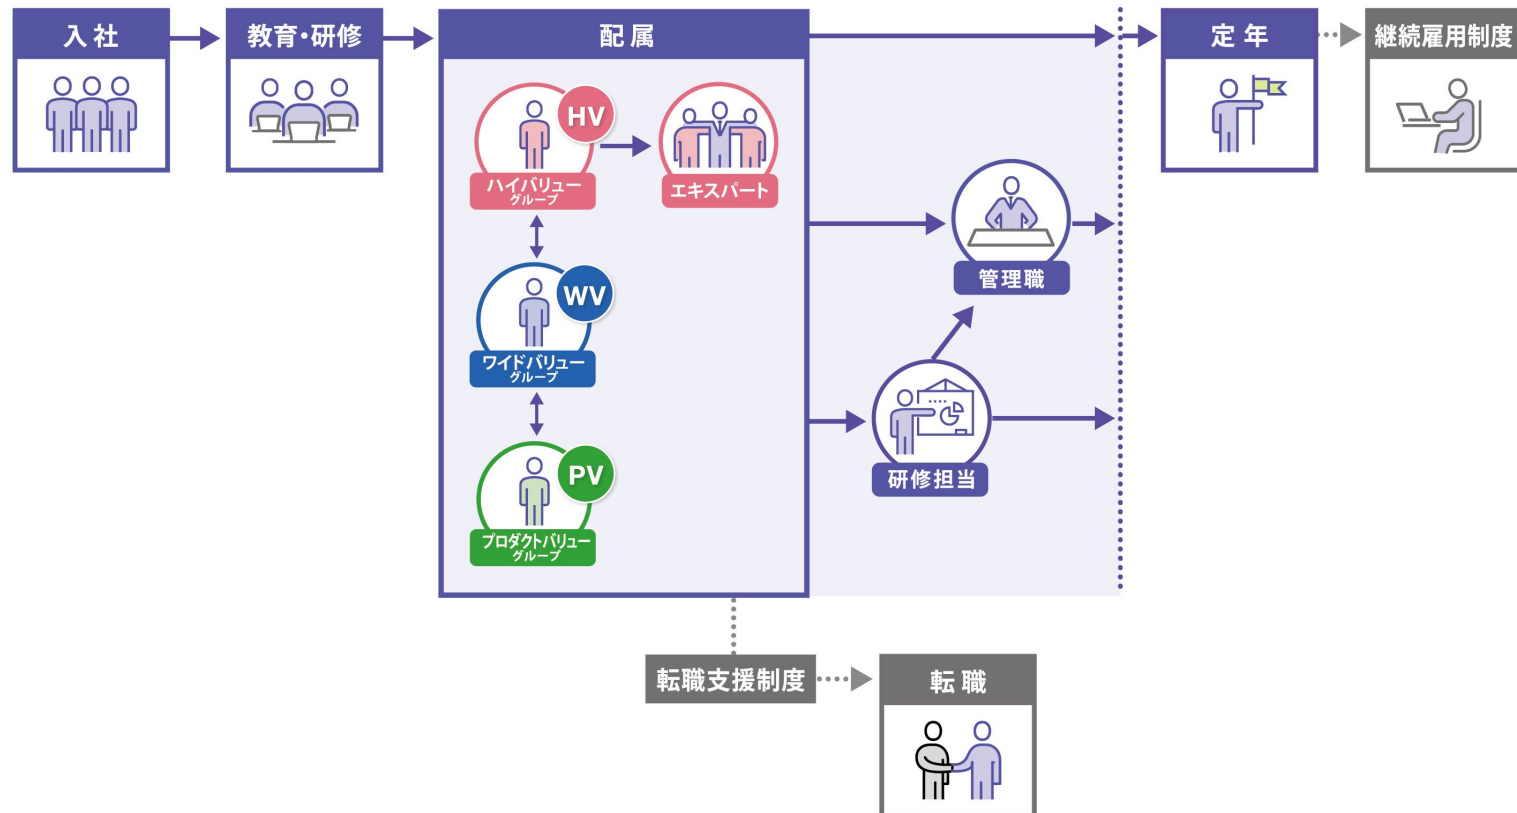 入社
教育・研修
配属
定年
継続雇用制度
HV
ハイバリュー
グループ
エキスパート
WV
ワイドバリュー
グループ
管理職
PV
プロダクトバリュー
グループ
研修担当
転職支援制度
転職